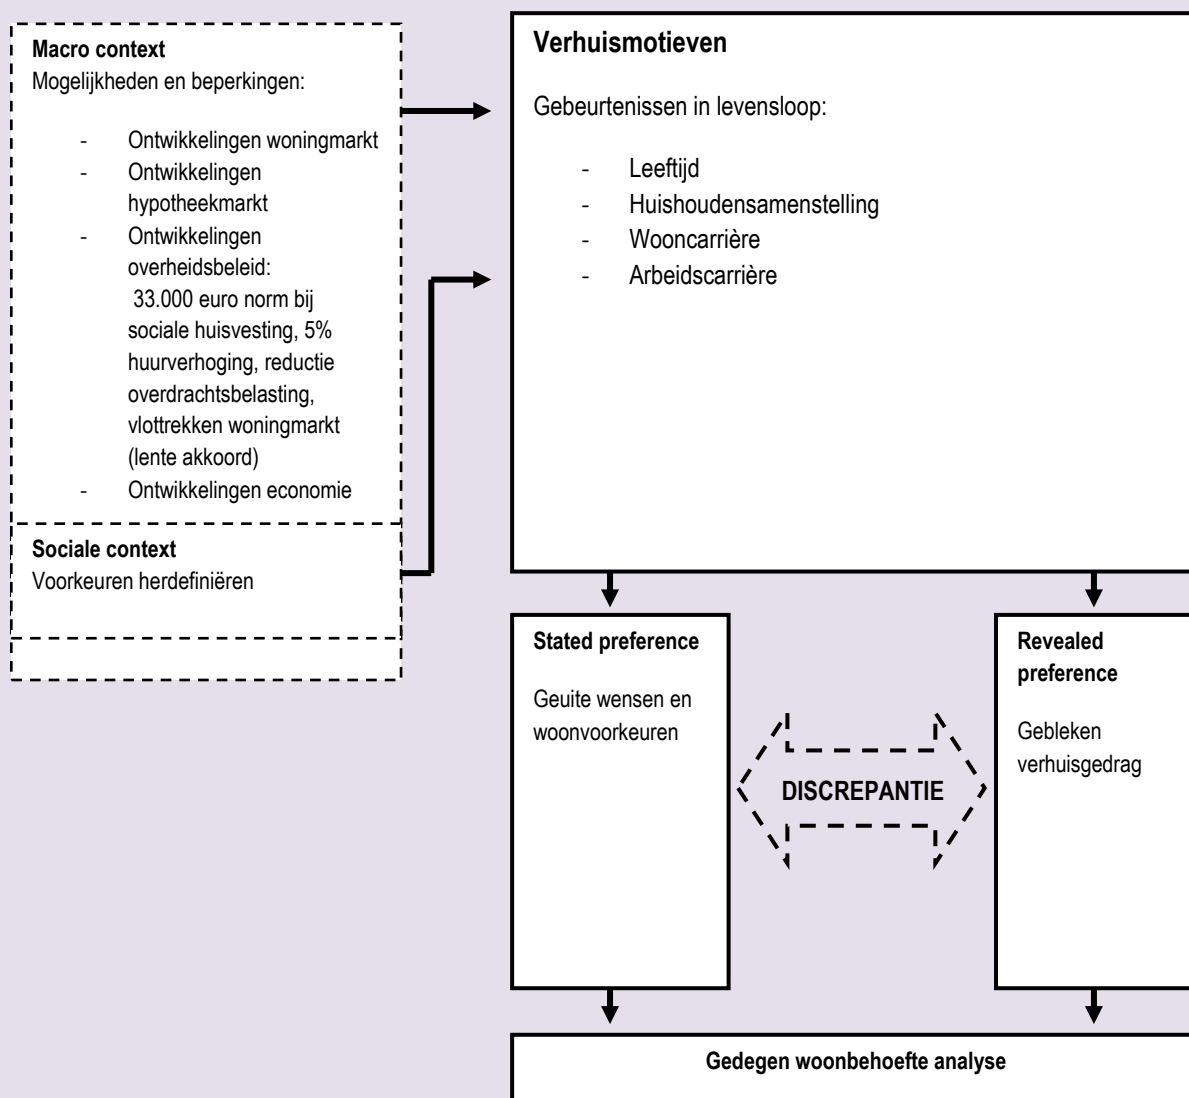 Macro context
Mogelijkheden en beperkingen:
- Ontwikkelingen woningmarkt
- Ontwikkelingen
hypotheekmarkt
- Ontwikkelingen
overheidsbeleid:
33.000 euro norm bij
sociale huisvesting, 5%
huurverhoging, reductie
overdrachtsbelasting,
vlottrekken woningmarkt
(lente akkoord)
- Ontwikkelingen economie
Sociale context
Voorkeuren herdefiniëren
Verhuismotieven
Gebeurtenissen in levensloop:
- Leeftijd
- Huishoudensamenstelling
- Wooncarrière
- Arbeidscarrière
Stated preference
Geuite wensen en
woonvoorkeuren
DISCREPANTIE
Revealed
preference
Gebleken
verhuisgedrag
Gedegen woonbehoefte analyse